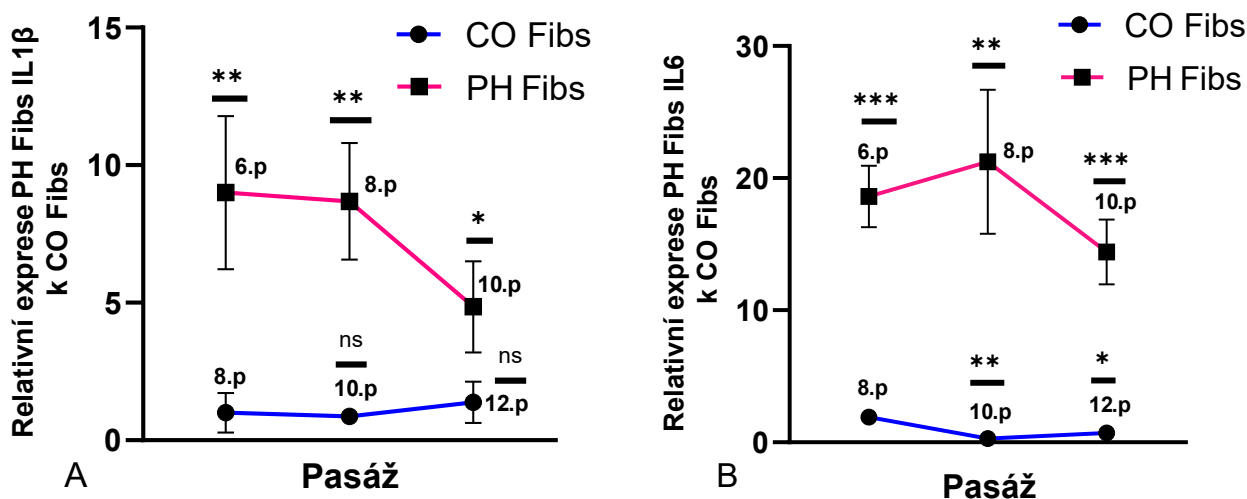 Relativní exprese PH Fibs IL1β
k CO Fibs
15
10
5
0
CO Fibs
PH Fibs
**
6.p
**
8.p
*
10.p
8.p
ns
10.p
ns
12.p
A
Pasáž
Relativní exprese PH Fibs IL6
k CO Fibs
30
20
10
0
CO Fibs
PH Fibs
***
6.p
**
8.p
***
10.p
8.p
**
10.p
*
12.p
B
Pasáž